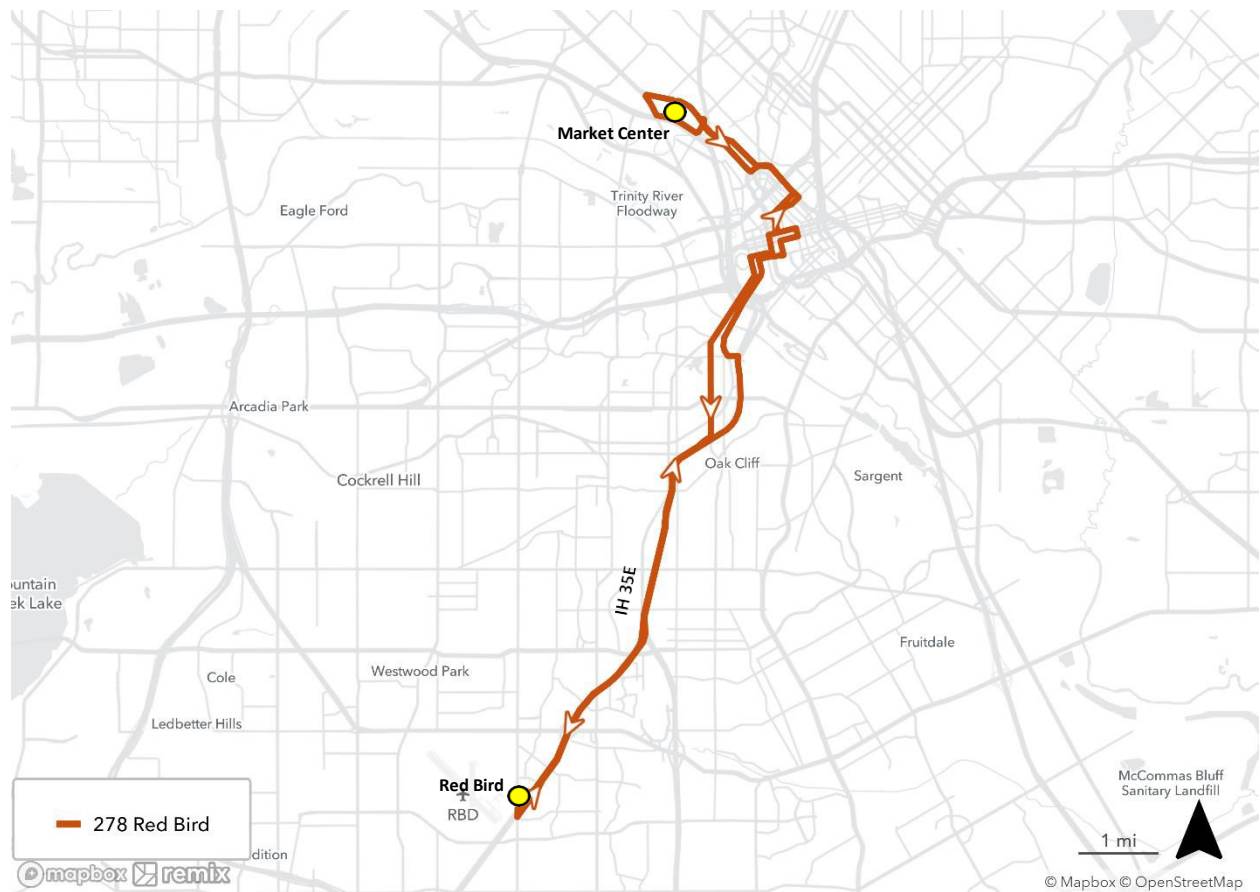 Market Center
Trinity River
Floodway
Eagle Ford
Arcadia Park
Oak Cliff
Cockrell Hill
Sargent
IH 35E
ountain
ek Lake
Fruitdale
Westwood Park
Cole
Ledbetter Hills
Red Bird
RBD
McCommas Bluff
Sanitary Landfill
278 Red Bird
1 mi
dition
mapbox remix
© Mapbox © OpenStreetMap